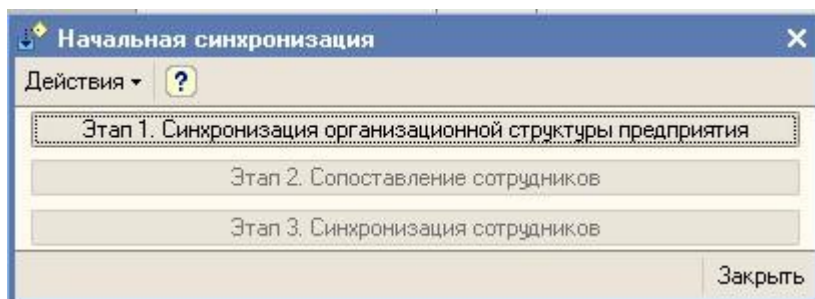 Начальная синхронизация
Действия
Этап 1. Синхронизация организационной структуры предприятия
Этап 2. Сопоставление сотрудников
Этап 3. Синхронизация сотрудников
Закрыть